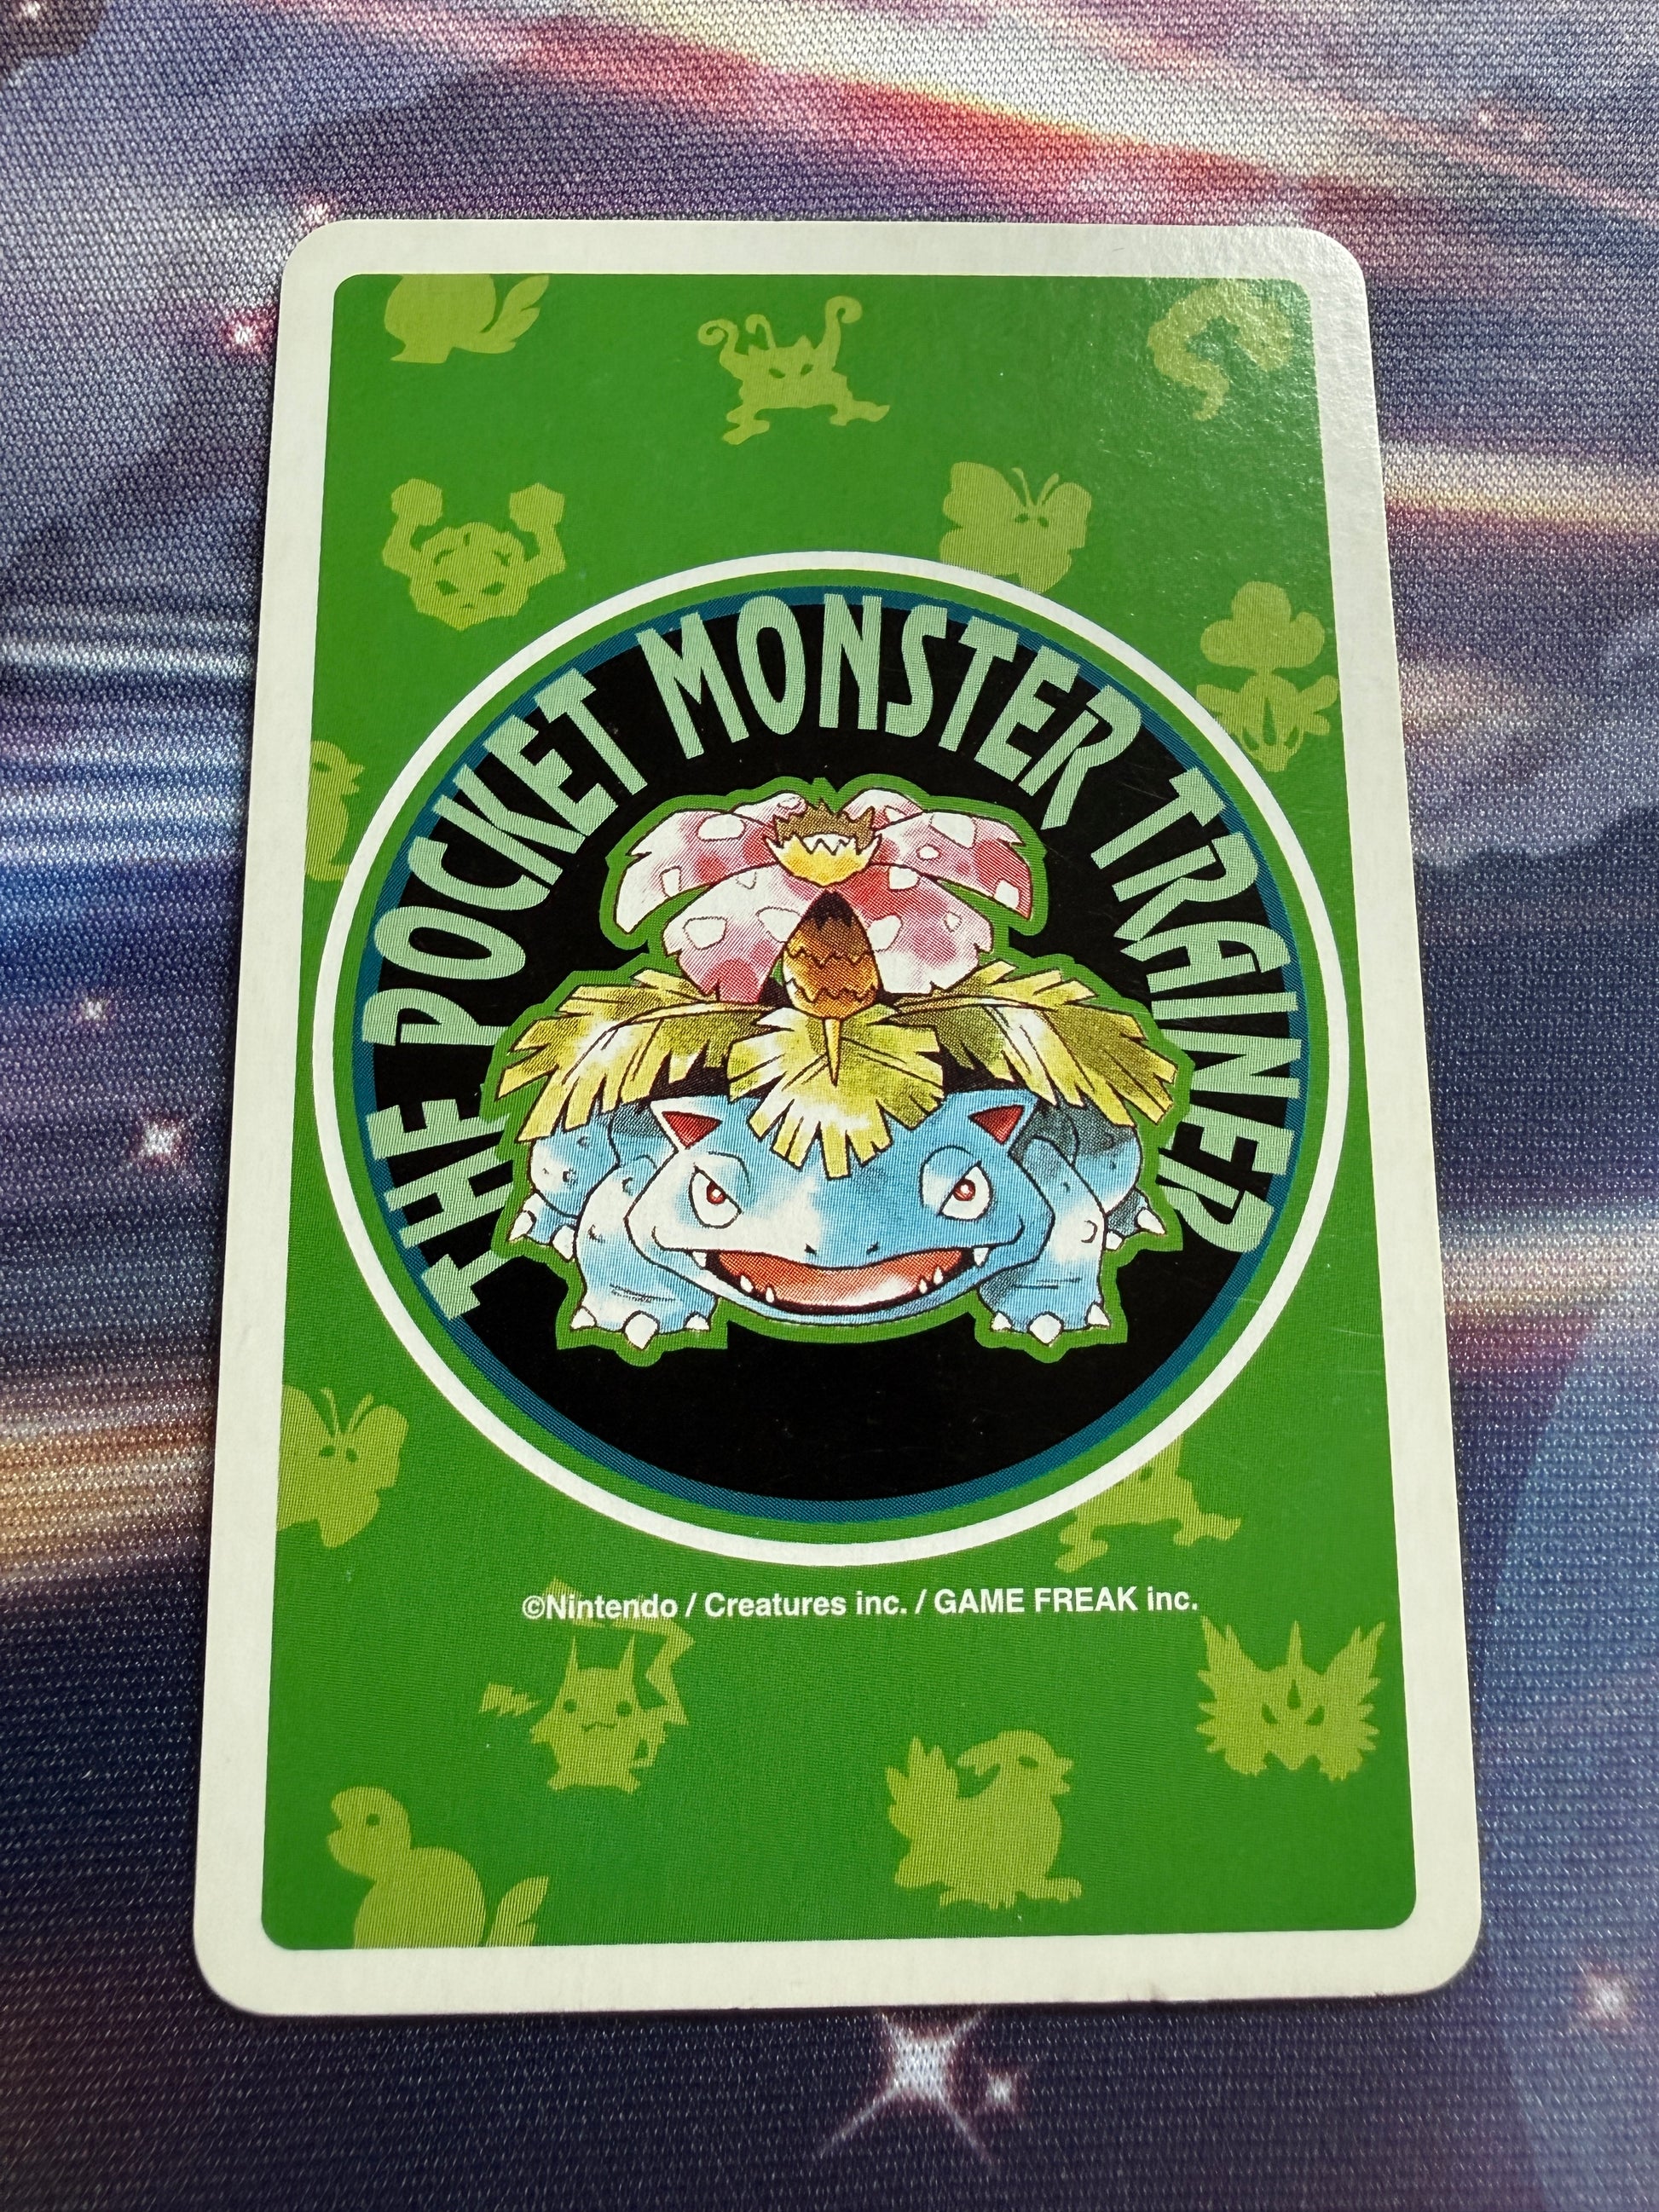 THE POCKET MONSTER TRAINER
©Nintendo / Creatures inc. / GAME FREAK inc.